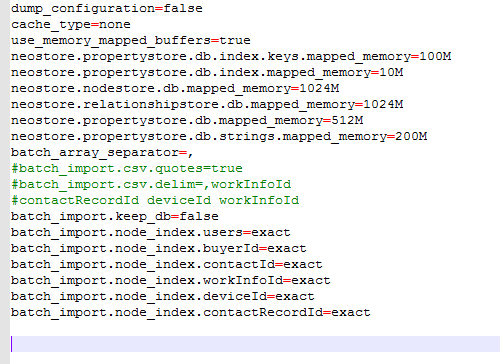 dump_configuration=false
cache_type=none
use_memory_mapped_buffers=true
neostore.propertystore.db.index.keys.mapped_memory=100M
neostore.propertystore.db.index.mapped_memory=10M
neostore.nodestore.db.mapped_memory=1024M
neostore.relationshipstore.db.mapped_memory=1024M
neostore.propertystore.db.mapped_memory=512M
neostore.propertystore.db.strings.mapped_memory=200M
batch_array_separator=,
#batch_import.csv.quotes=true
#batch_import.csv.delim=,workInfoId
#contactRecordId deviceId workInfoId
batch_import.keep_db=false
batch_import.node_index.users=exact
batch_import.node_index.buyerId=exact
batch_import.node_index.contactId=exact
batch_import.node_index.workInfoId=exact
batch_import.node_index.deviceId=exact
batch_import.node_index.contactRecordId=exact